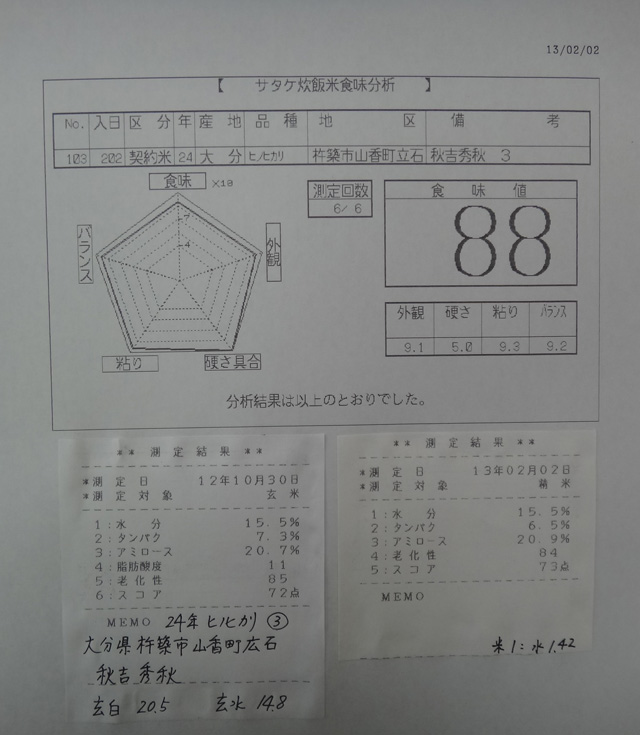 13/02/02
【 サタケ炊飯米食味分析 】
No. 入日 区分 年 産地 品種 地区 備考
103 202 契約米 24 大分 ヒノヒカリ 杵築市山香町立石 秋吉秀秋 3
食味 ×10
7
4
外観
硬さ具合
粘り
バランス
測定回数
6/ 6
食味値
88
外観 硬さ 粘り バランス
9.1 5.0 9.3 9.2
分析結果は以上のとおりでした。
** 測定結果 **
*測定日 12年10月30日
*測定対象 玄米
1:水分 15.5%
2:タンパク 7.3%
3:アミロース 20.7%
4:脂肪酸度 11
5:老化性 85
6:スコア 72点
MEMO 24年ヒノヒカリ ③
大分県杵築市山香町広石
秋吉秀秋
玄白 20.5 玄水 14.8
** 測定結果 **
*測定日 13年02月02日
*測定対象 精米
1:水分 15.5%
2:タンパク 6.5%
3:アミロース 20.9%
4:老化性 84
5:スコア 73点
MEMO
米1:水1.42